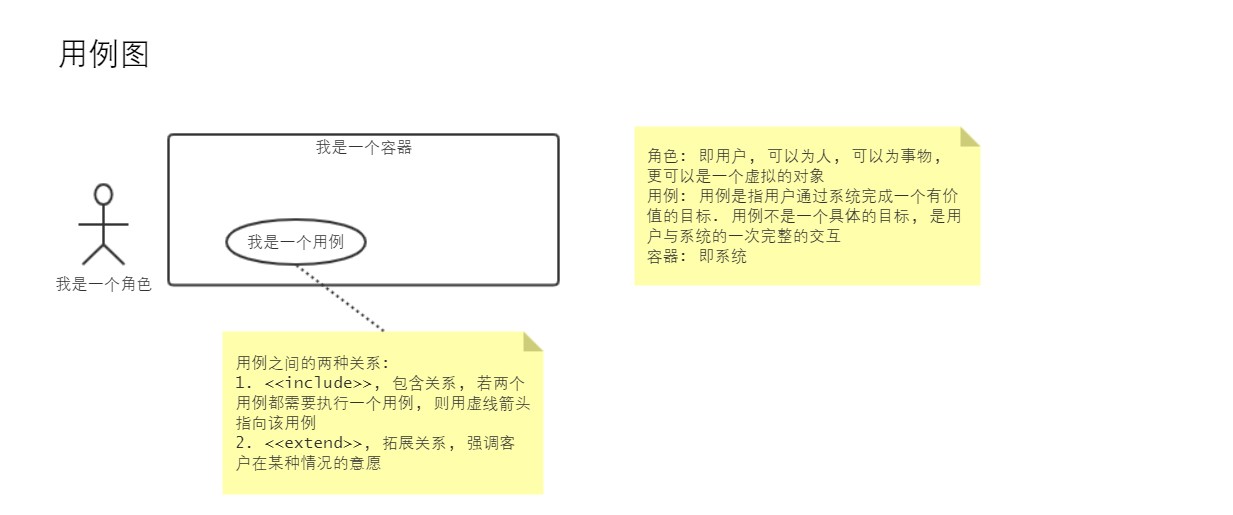 用例图
我是一个容器
我是一个用例
我是一个角色
角色: 即用户, 可以为人, 可以为事物,
更可以是一个虚拟的对象
用例: 用例是指用户通过系统完成一个有价
值的目标. 用例不是一个具体的目标, 是用
户与系统的一次完整的交互
容器: 即系统
用例之间的两种关系:
1. <<include>>, 包含关系, 若两个
用例都需要执行一个用例, 则用虚线箭头
指向该用例
2. <<extend>>, 拓展关系, 强调客
户在某种情况的意愿